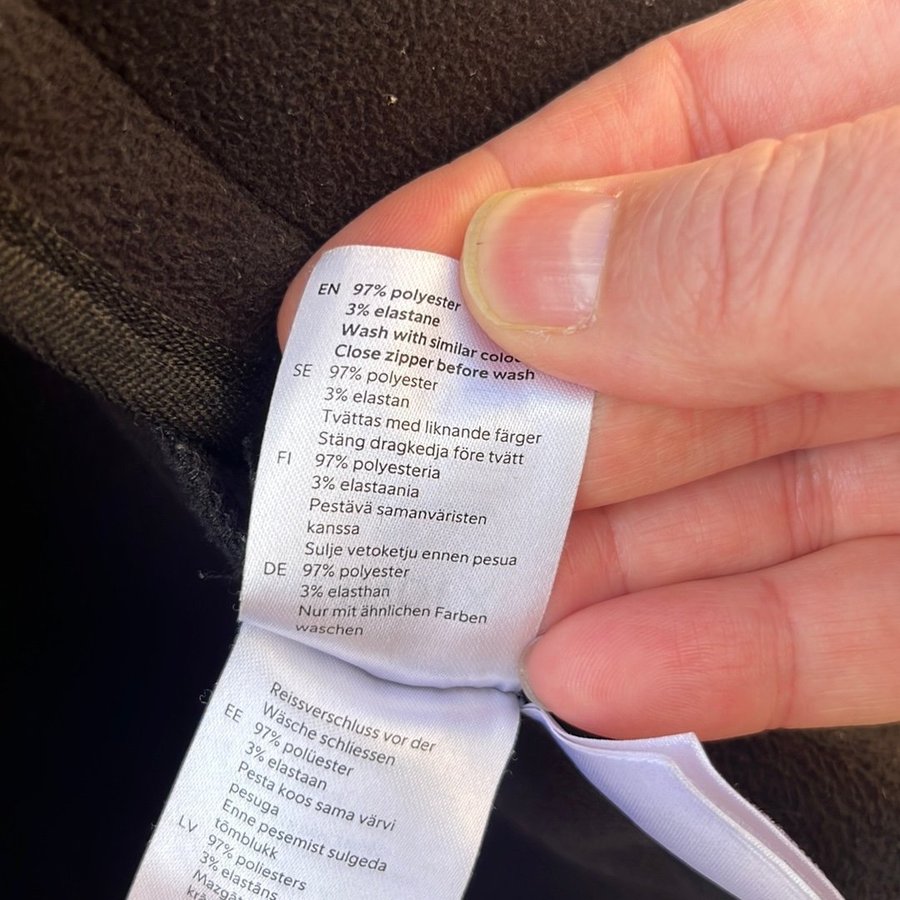 EN 97% polyester
3% elastane
Wash with similar
Close zipper before wash
SE 97% polyester
3% elastan
Tvättas med liknande färger
Stäng dragkedja före tvätt
FI 97% polyesteria
3% elastaania
Pestävä samanväristen
kanssa
Sulje vetoketju ennen pesua
DE 97% polyester
3% elasthan
Nur mit ähnlichen Farben
waschen
Reissverschluss vor der
Wäsche schliessen
EE 97% polüester
3% elastaan
Pesta koos sama värvi
pesuga
Enne pesemist sulgeda
tõmblukk
LV 97% poliesters
3% elastāns